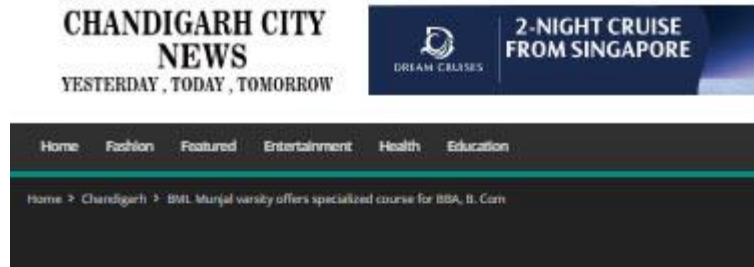 CHANDIGARH CITY
NEWS
YESTERDAY , TODAY , TOMORROW
DREAM CRUISES
2-NIGHT CRUISE
FROM SINGAPORE
Home Fashion Featured Entertainment Health Education
Home > Chandigarh > BML Munjal varsity offers specialized course for BBA, B. Com